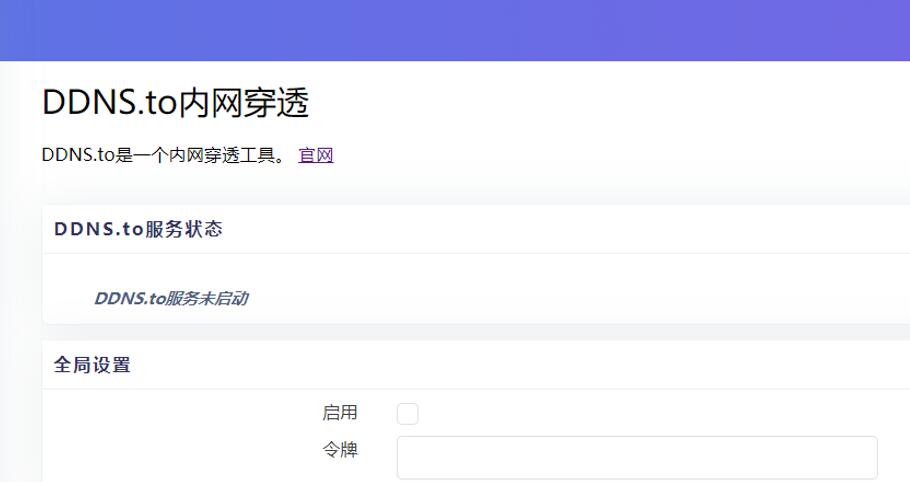 DDNS.to内网穿透
DDNS.to是一个内网穿透工具。 官网
DDNS.to服务状态
DDNS.to服务未启动
全局设置
启用
令牌